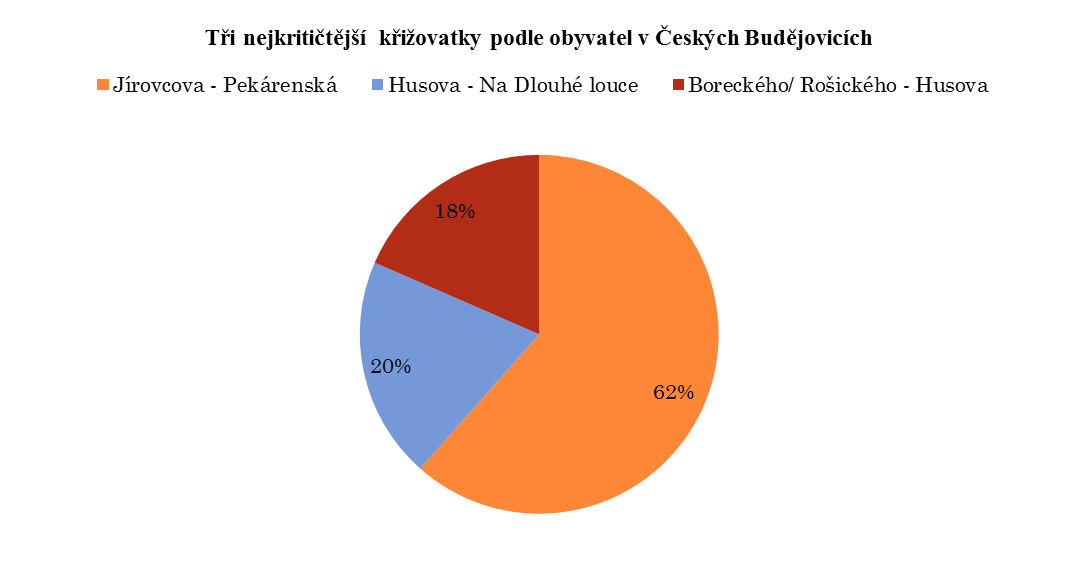 Tři nejkritičtější křižovatky podle obyvatel v Českých Budějovicích
Jírovcova - Pekárenská Husova - Na Dlouhé louce Boreckého/ Rošického - Husova
18%
20%
62%